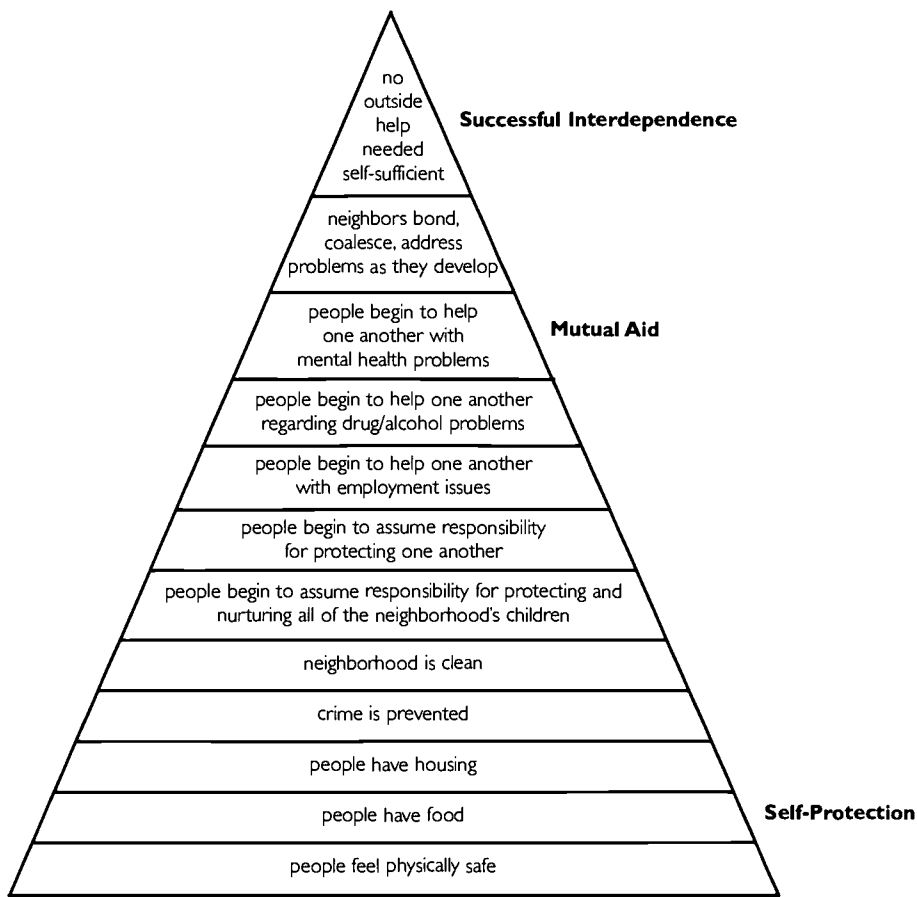 no
outside
help
needed
self-sufficient
Successful Interdependence
neighbors bond,
coalesce, address
problems as they develop
people begin to help
one another with
mental health problems
Mutual Aid
people begin to help one another
regarding drug/alcohol problems
people begin to help one another
with employment issues
people begin to assume responsibility
for protecting one another
people begin to assume responsibility for protecting and
nurturing all of the neighborhood's children
neighborhood is clean
crime is prevented
people have housing
people have food
Self-Protection
people feel physically safe